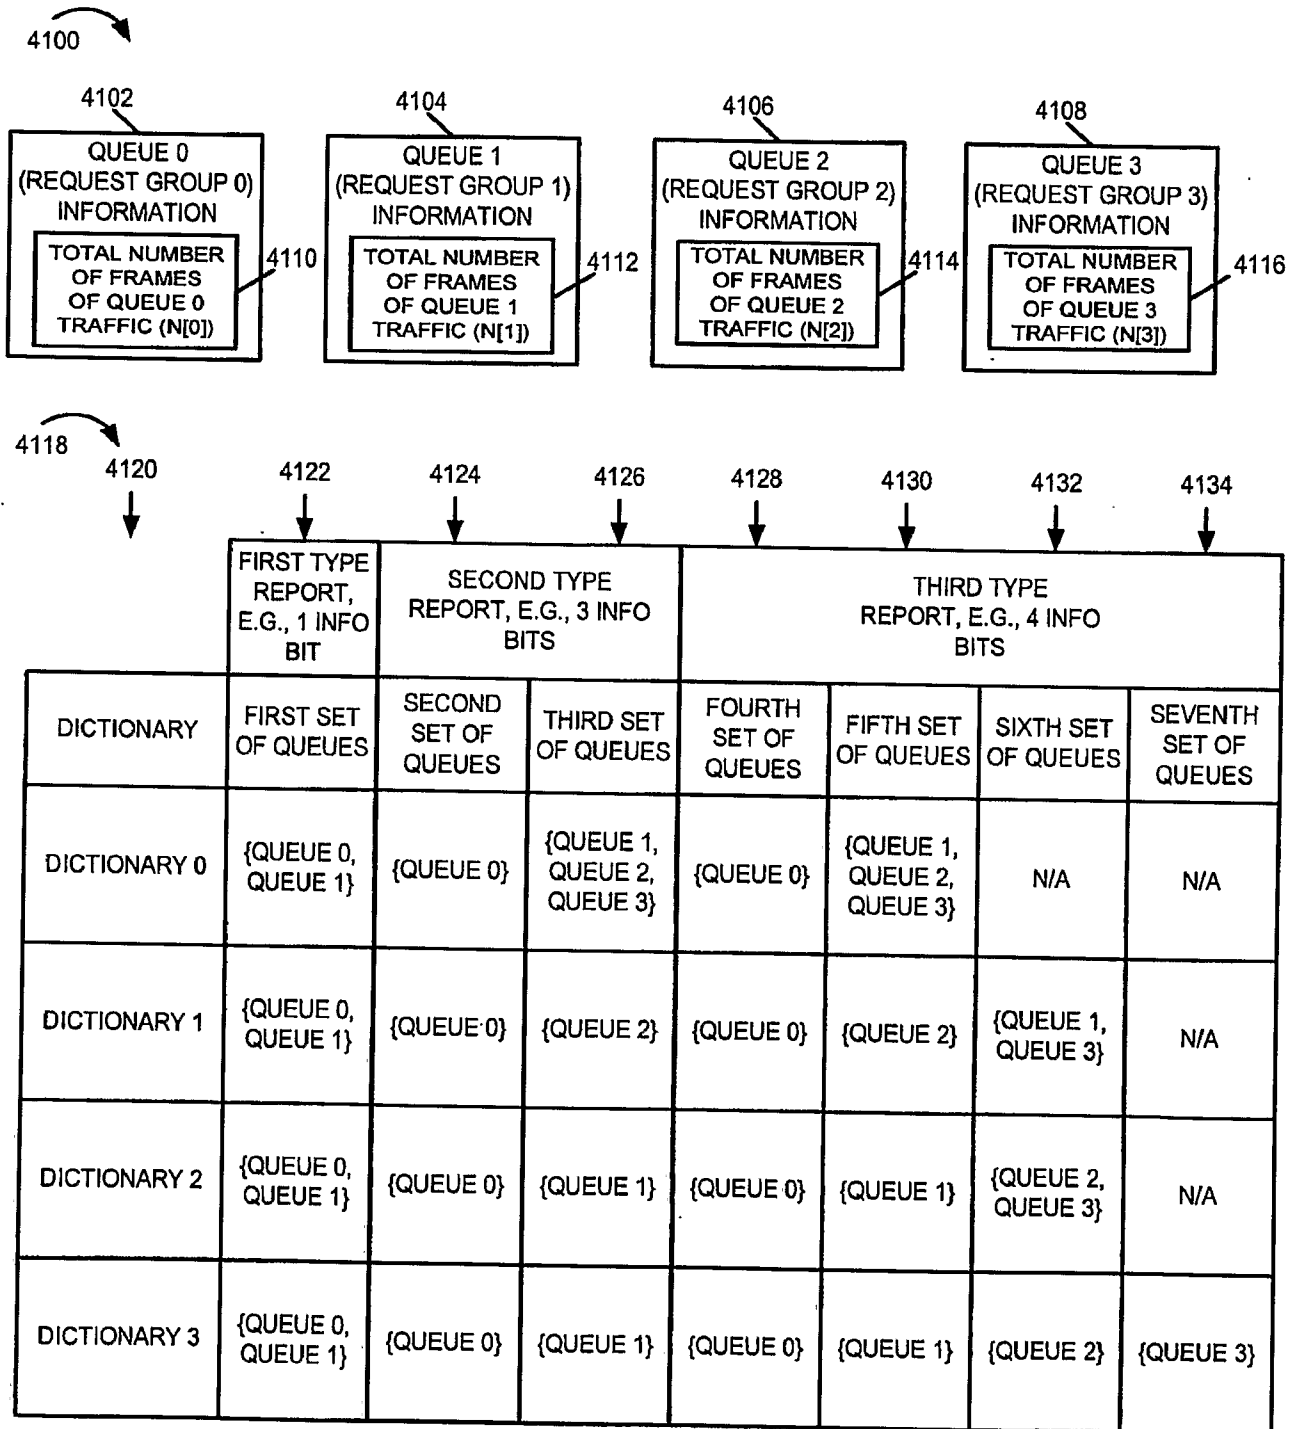 4100
4102
4104
4106
4108
QUEUE 0
(REQUEST GROUP 0)
INFORMATION
TOTAL NUMBER
OF FRAMES
OF QUEUE 0
TRAFFIC (N[0])
4110
QUEUE 1
(REQUEST GROUP 1)
INFORMATION
TOTAL NUMBER
OF FRAMES
OF QUEUE 1
TRAFFIC (N[1])
4112
QUEUE 2
(REQUEST GROUP 2)
INFORMATION
TOTAL NUMBER
OF FRAMES
OF QUEUE 2
TRAFFIC (N[2])
4114
QUEUE 3
(REQUEST GROUP 3)
INFORMATION
TOTAL NUMBER
OF FRAMES
OF QUEUE 3
TRAFFIC (N[3])
4116
4118
4120
4122
4124
4126
4128
4130
4132
4134
FIRST TYPE
REPORT,
E.G., 1 INFO
BIT
SECOND TYPE
REPORT, E.G., 3 INFO
BITS
THIRD TYPE
REPORT, E.G., 4 INFO
BITS
DICTIONARY
FIRST SET
OF QUEUES
SECOND
SET OF
QUEUES
THIRD SET
OF QUEUES
FOURTH
SET OF
QUEUES
FIFTH SET
OF QUEUES
SIXTH SET
OF QUEUES
SEVENTH
SET OF
QUEUES
DICTIONARY 0
{QUEUE 0,
QUEUE 1}
{QUEUE 0}
{QUEUE 1,
QUEUE 2,
QUEUE 3}
{QUEUE 0}
{QUEUE 1,
QUEUE 2,
QUEUE 3}
N/A
N/A
DICTIONARY 1
{QUEUE 0,
QUEUE 1}
{QUEUE 0}
{QUEUE 2}
{QUEUE 0}
{QUEUE 2}
{QUEUE 1,
QUEUE 3}
N/A
DICTIONARY 2
{QUEUE 0,
QUEUE 1}
{QUEUE 0}
{QUEUE 1}
{QUEUE 0}
{QUEUE 1}
{QUEUE 2,
QUEUE 3}
N/A
DICTIONARY 3
{QUEUE 0,
QUEUE 1}
{QUEUE 0}
{QUEUE 1}
{QUEUE 0}
{QUEUE 1}
{QUEUE 2}
{QUEUE 3}